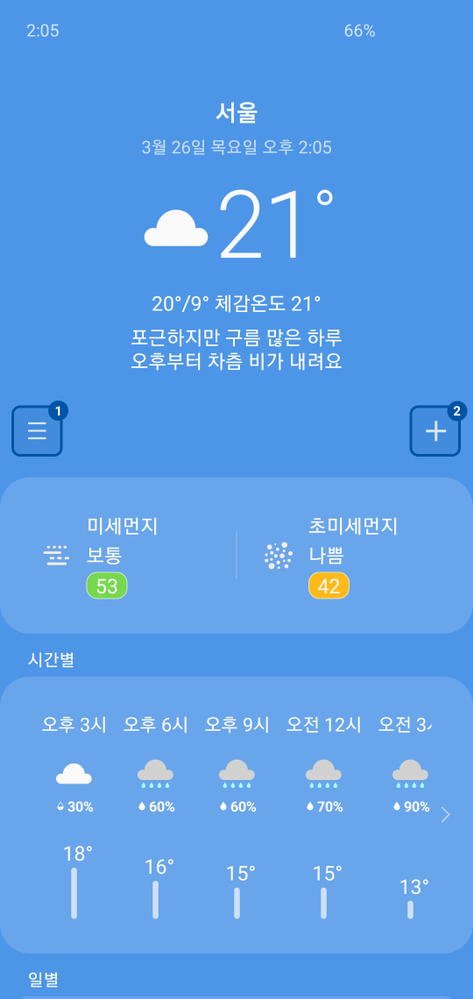 2:05 66%
서울
3월 26일 목요일 오후 2:05
21°
20°/9° 체감온도 21°
포근하지만 구름 많은 하루
오후부터 차츰 비가 내려요
1 2
미세먼지 초미세먼지
보통 나쁨
53 42
시간별
오후 3시 오후 6시 오후 9시 오전 12시 오전 3
30% 60% 60% 70% 90%
18° 16° 15° 15° 13°
일별